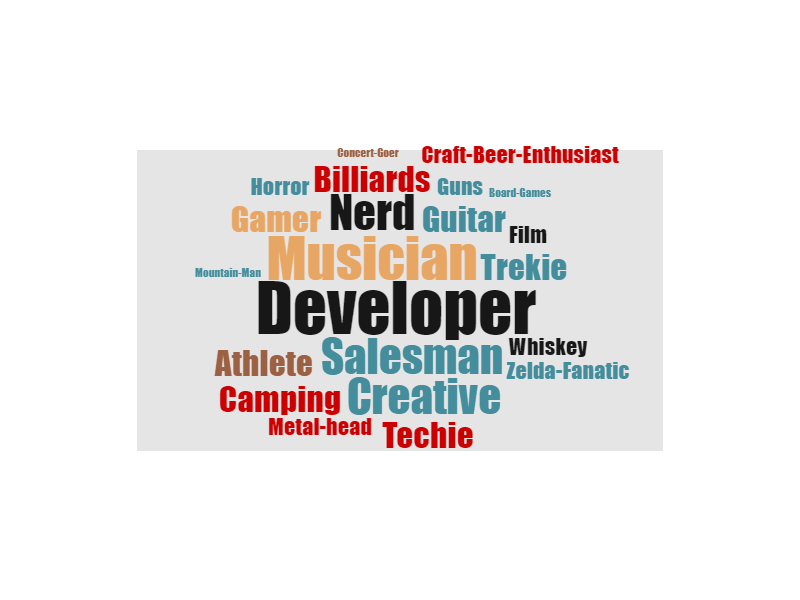 Concert-Goer Craft-Beer-Enthusiast
Horror Billiards Guns Board-Games
Gamer Nerd Guitar Film
Mountain-Man Musician Trekie
Developer
Athlete Salesman Whiskey
Zelda-Fanatic
Camping Creative
Metal-head Techie